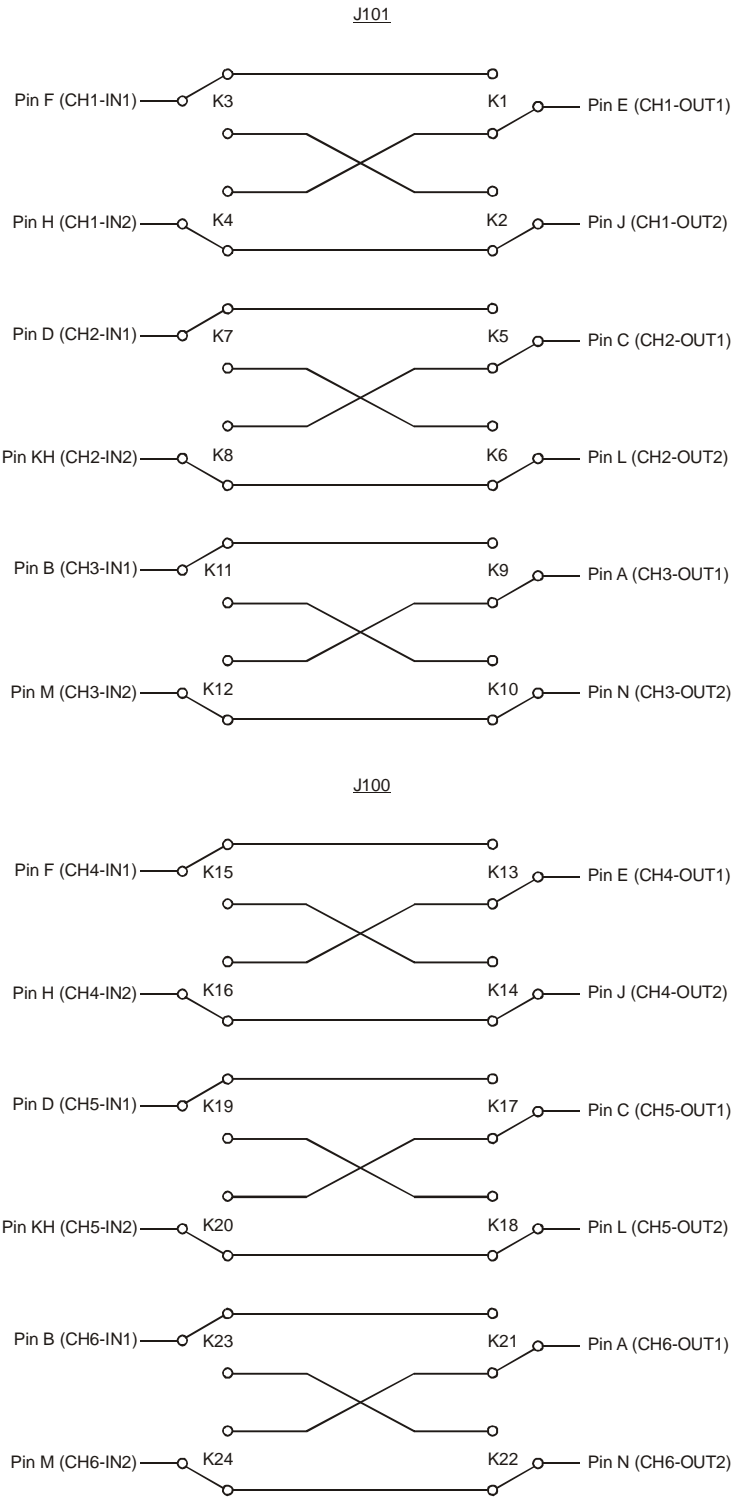 J101
Pin F (CH1-IN1) K3 K1 Pin E (CH1-OUT1)
Pin H (CH1-IN2) K4 K2 Pin J (CH1-OUT2)
Pin D (CH2-IN1) K7 K5 Pin C (CH2-OUT1)
Pin KH (CH2-IN2) K8 K6 Pin L (CH2-OUT2)
Pin B (CH3-IN1) K11 K9 Pin A (CH3-OUT1)
Pin M (CH3-IN2) K12 K10 Pin N (CH3-OUT2)
J100
Pin F (CH4-IN1) K15 K13 Pin E (CH4-OUT1)
Pin H (CH4-IN2) K16 K14 Pin J (CH4-OUT2)
Pin D (CH5-IN1) K19 K17 Pin C (CH5-OUT1)
Pin KH (CH5-IN2) K20 K18 Pin L (CH5-OUT2)
Pin B (CH6-IN1) K23 K21 Pin A (CH6-OUT1)
Pin M (CH6-IN2) K24 K22 Pin N (CH6-OUT2)